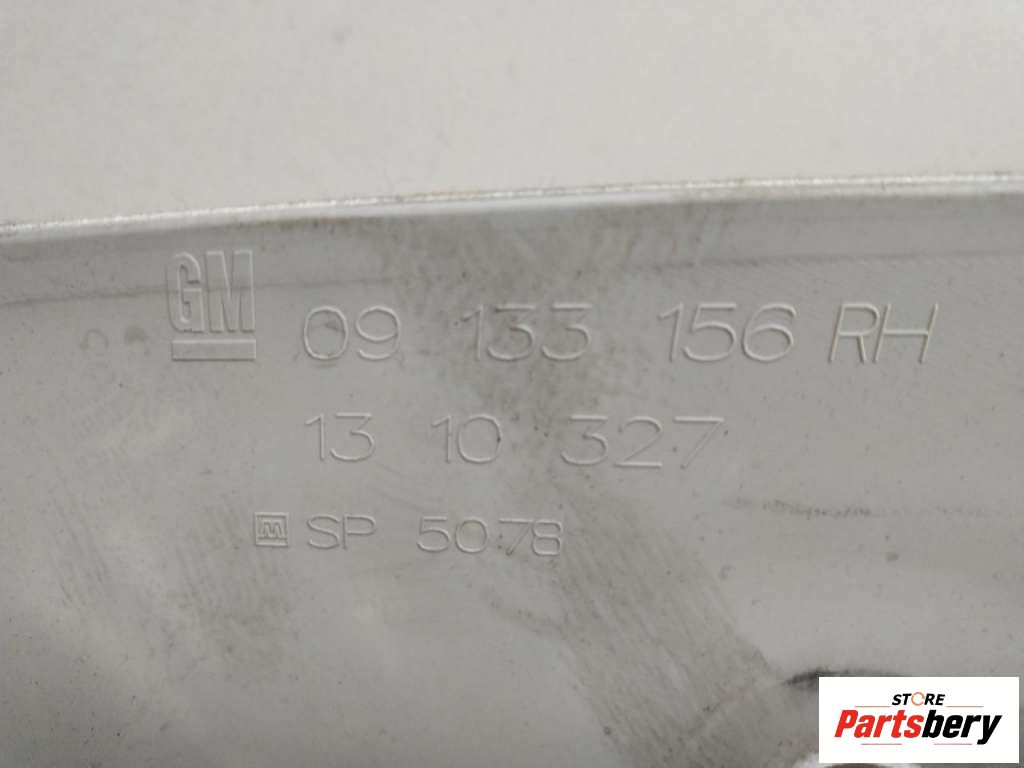 GM 09 133 156 RH
13 10 327
M SP 5078
STORE
Partsbery